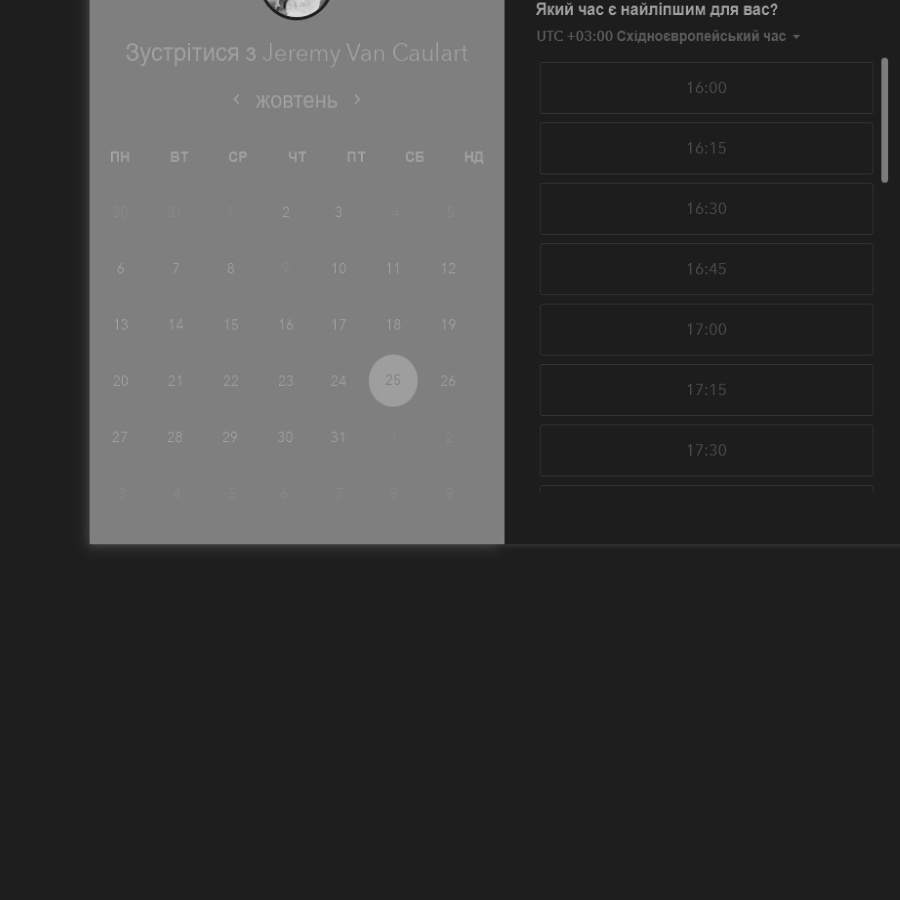 Зустрітися з Jeremy Van Caulart
жовтень
ПН ВТ СР ЧТ ПТ СБ НД
30 31 1 2 3 4 5
6 7 8 9 10 11 12
13 14 15 16 17 18 19
20 21 22 23 24 25 26
27 28 29 30 31 1 2
3 4 5 6 7 8 9
Який час є найліпшим для вас?
UTC +03:00 Східноєвропейський час
16:00
16:15
16:30
16:45
17:00
17:15
17:30